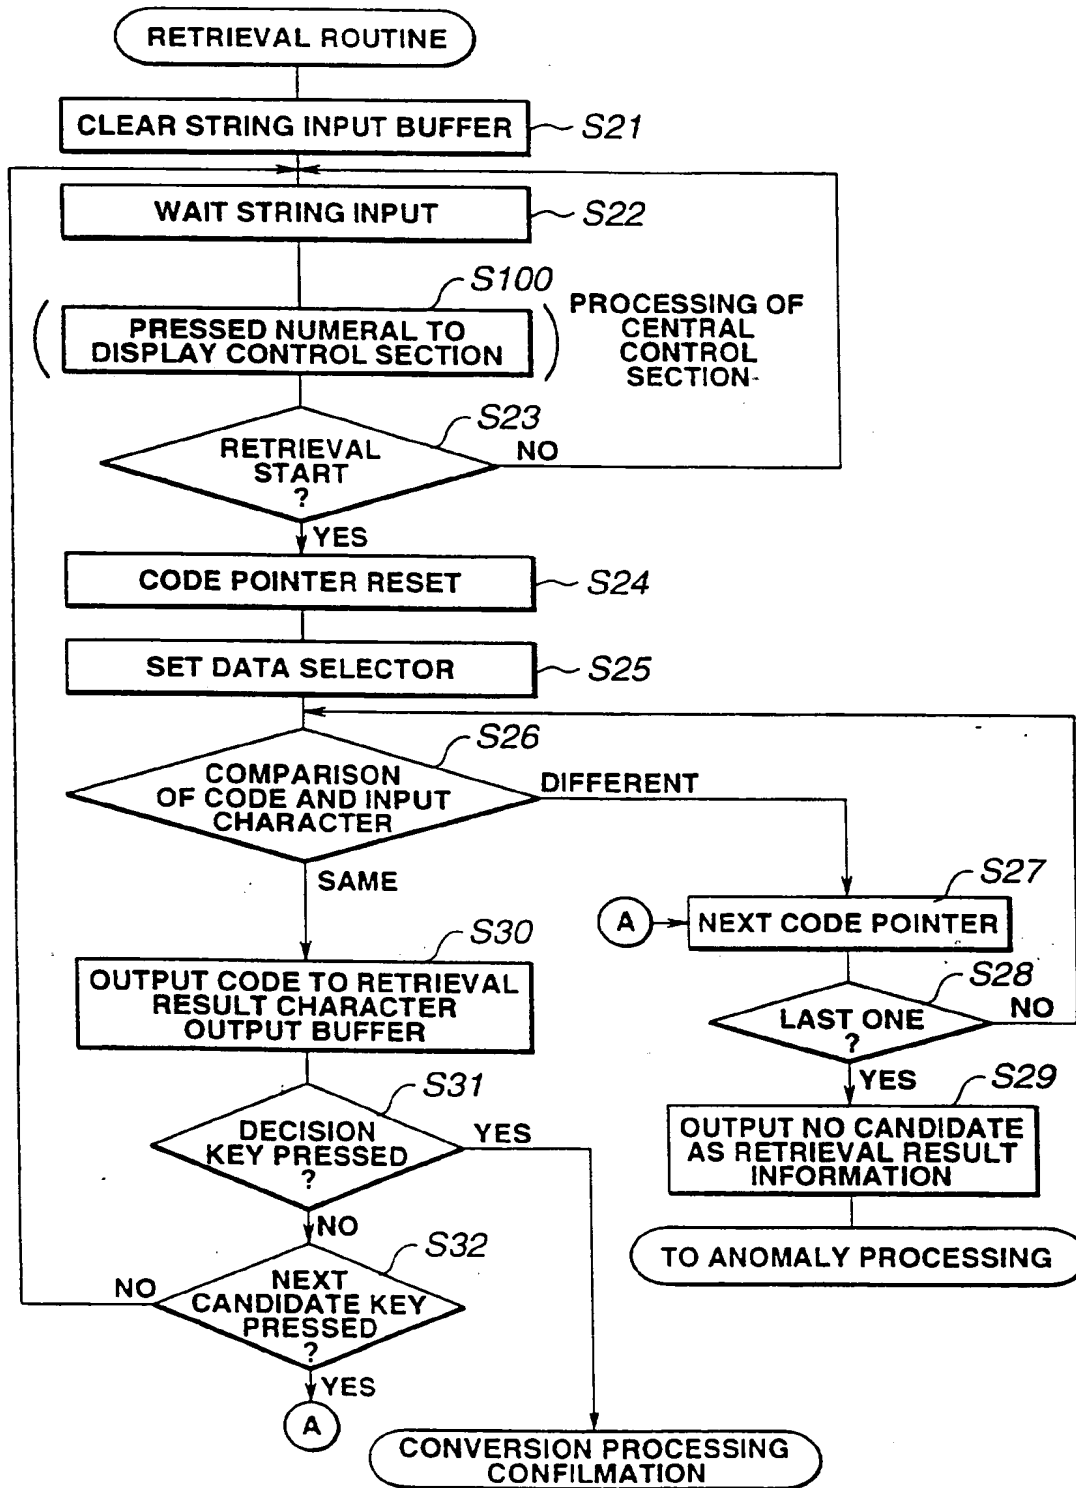 RETRIEVAL ROUTINE
CLEAR STRING INPUT BUFFER
S21
WAIT STRING INPUT
S22
S100
PRESSED NUMERAL TO
DISPLAY CONTROL SECTION
PROCESSING OF
CENTRAL
CONTROL
SECTION
S23
RETRIEVAL
START
?
NO
YES
CODE POINTER RESET
S24
SET DATA SELECTOR
S25
S26
COMPARISON
OF CODE AND INPUT
CHARACTER
DIFFERENT
SAME
S27
A
NEXT CODE POINTER
S28
LAST ONE
?
NO
YES
S29
OUTPUT NO CANDIDATE
AS RETRIEVAL RESULT
INFORMATION
TO ANOMALY PROCESSING
S30
OUTPUT CODE TO RETRIEVAL
RESULT CHARACTER
OUTPUT BUFFER
S31
DECISION
KEY PRESSED
?
YES
NO
S32
NEXT
CANDIDATE KEY
PRESSED
?
NO
YES
A
CONVERSION PROCESSING
CONFILMATION